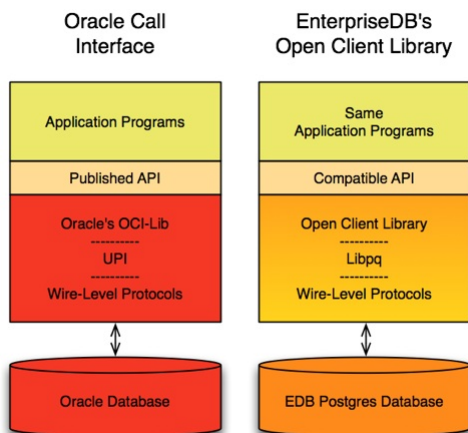 Oracle Call
Interface
Application Programs
Published API
Oracle's OCI-Lib
----------
UPI
----------
Wire-Level Protocols
Oracle Database
EnterpriseDB's
Open Client Library
Same
Application Programs
Compatible API
Open Client Library
----------
Libpq
----------
Wire-Level Protocols
EDB Postgres Database